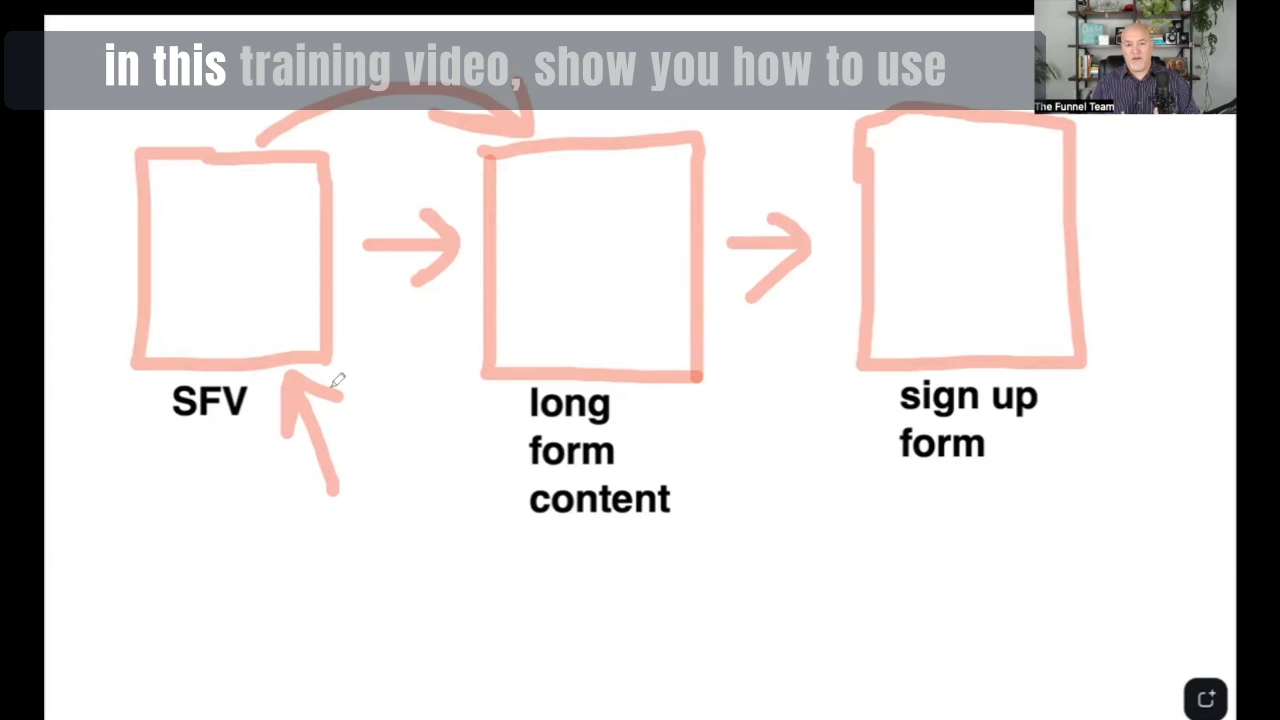 in this training video, show you how to use
The Funnel Team
SFV
long
form
content
sign up
form